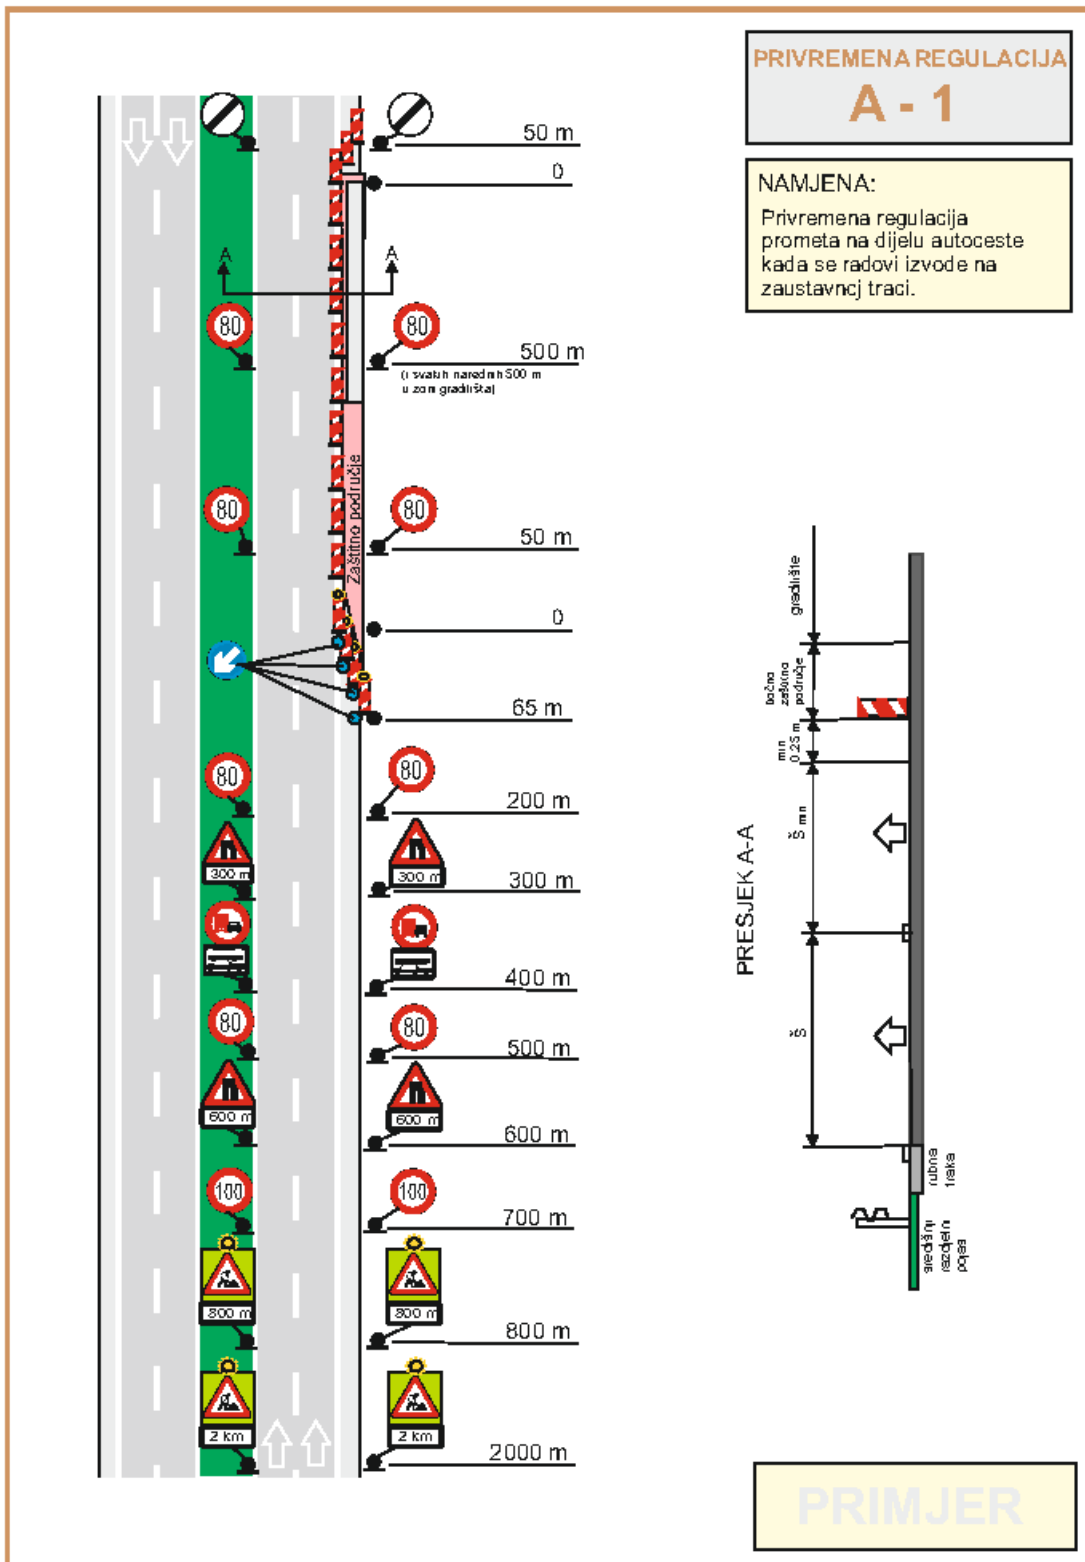 PRIVREMENA REGULACIJA
A - 1
NAMJENA:
Privremena regulacija
prometa na dijelu autoceste
kada se radovi izvode na
zaustavnoj traci.
50 m
0
A
A
80
80
500 m
(i svakih narednih 500 m
u zoni gradilišta)
Zaštitno područje
80
80
50 m
0
65 m
80
80
200 m
300 m
300 m
300 m
400 m
80
80
500 m
600 m
600 m
600 m
100
100
700 m
800 m
800 m
800 m
2 km
2 km
2000 m
PRESJEK A-A
gradilište
bočno
zaštitno
područje
min
0.25 m
Š min
Š
rubna
traka
središnji
razdjelni
pojas
PRIMJER